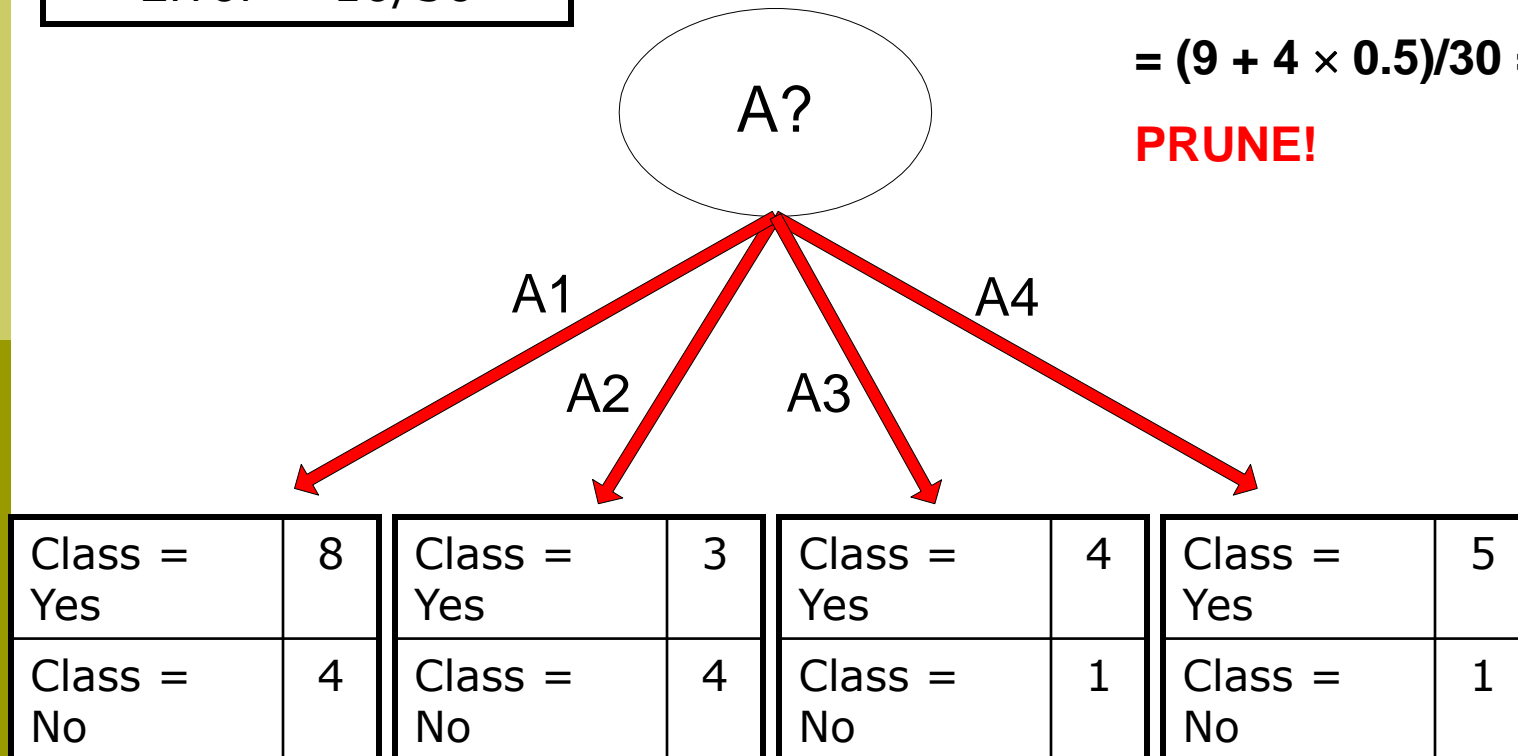 = (9 + 4 × 0.5)/30
A?
PRUNE!
A1
A4
A2
A3
Class = 8
Yes
Class = 3
Yes
Class = 4
Yes
Class = 5
Yes
Class = 4
No
Class = 4
No
Class = 1
No
Class = 1
No